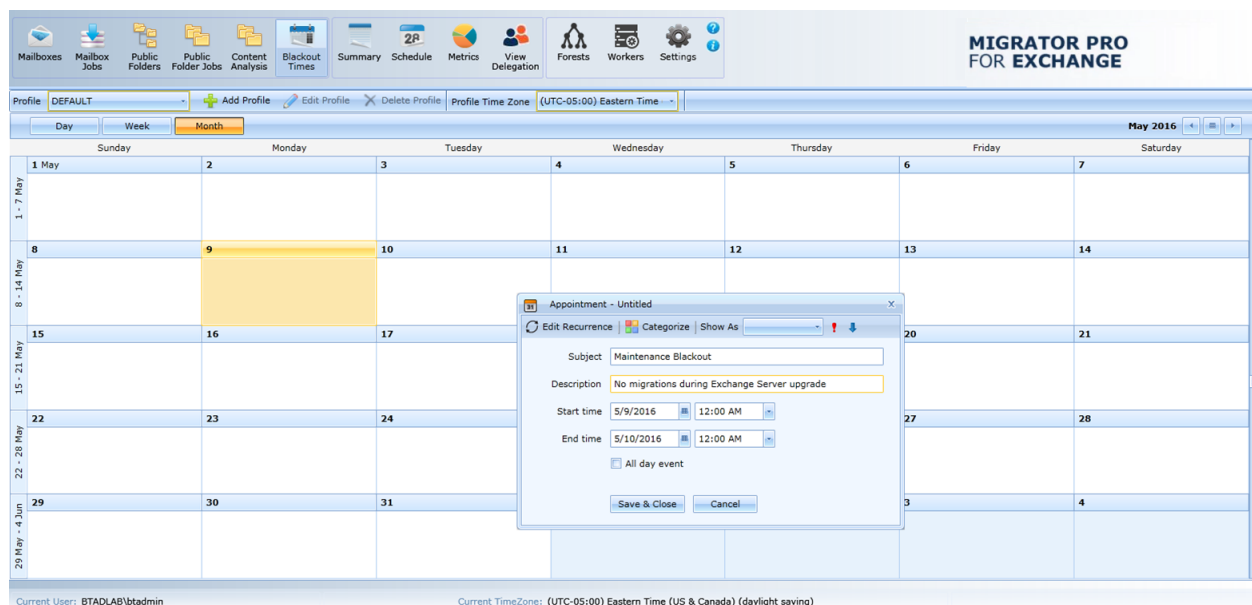 Mailboxes
Mailbox Jobs
Public Folders
Public Folder Jobs
Content Analysis
Blackout Times
Summary
28
Schedule
Metrics
View Delegation
Forests
Workers
Settings
?
i
MIGRATOR PRO
FOR EXCHANGE
Profile DEFAULT Add Profile Edit Profile Delete Profile Profile Time Zone (UTC-05:00) Eastern Time
Day Week Month May 2016
Sunday Monday Tuesday Wednesday Thursday Friday Saturday
1 - 7 May
1 May 2 3 4 5 6 7
8 - 14 May
8 9 10 11 12 13 14
15 - 21 May
15 16 17 20 21
22 - 28 May
22 23 24 27 28
29 May - 4 Jun
29 30 31 3 4
31 Appointment - Untitled X
Edit Recurrence Categorize Show As
Subject Maintenance Blackout
Description No migrations during Exchange Server upgrade
Start time 5/9/2016 12:00 AM
End time 5/10/2016 12:00 AM
All day event
Save & Close Cancel
Current User: BTADLAB\btadmin Current TimeZone: (UTC-05:00) Eastern Time (US & Canada) (daylight saving)